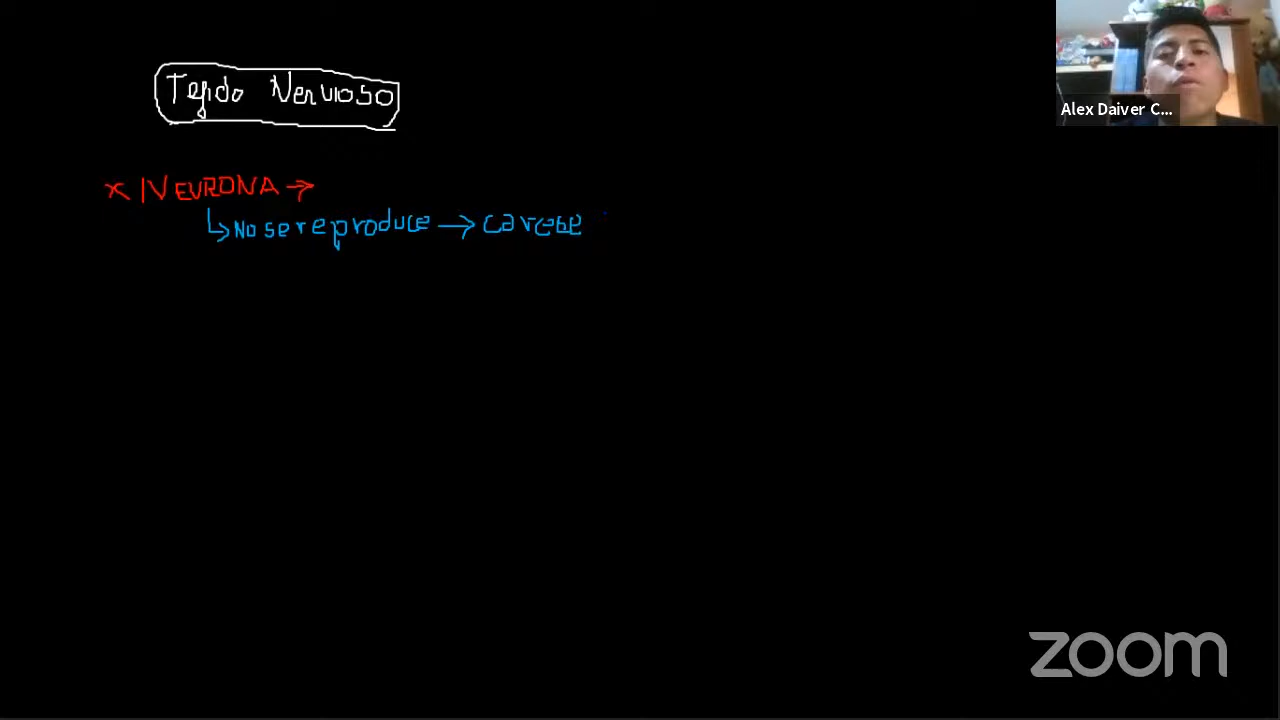 Tejido Nervioso
Alex Daiver C...
x NEURONA →
No se reproduce → carece
zoom